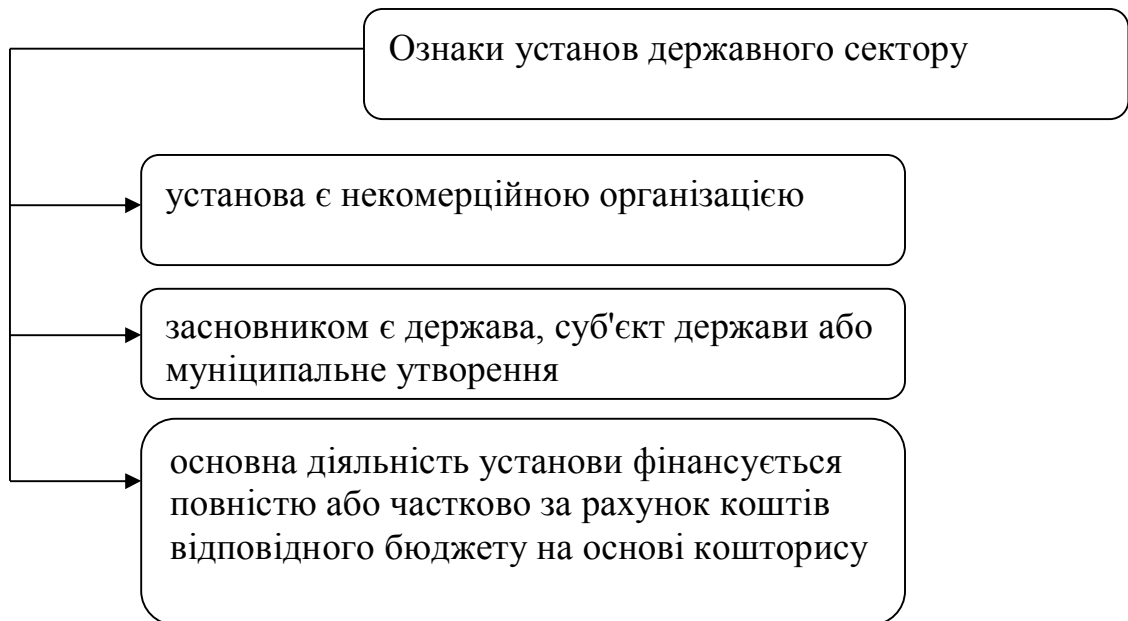 Ознаки установ державного сектору
установа є некомерційною організацією
засновником є держава, суб'єкт держави або
муніципальне утворення
основна діяльність установи фінансується
повністю або частково за рахунок коштів
відповідного бюджету на основі кошторису